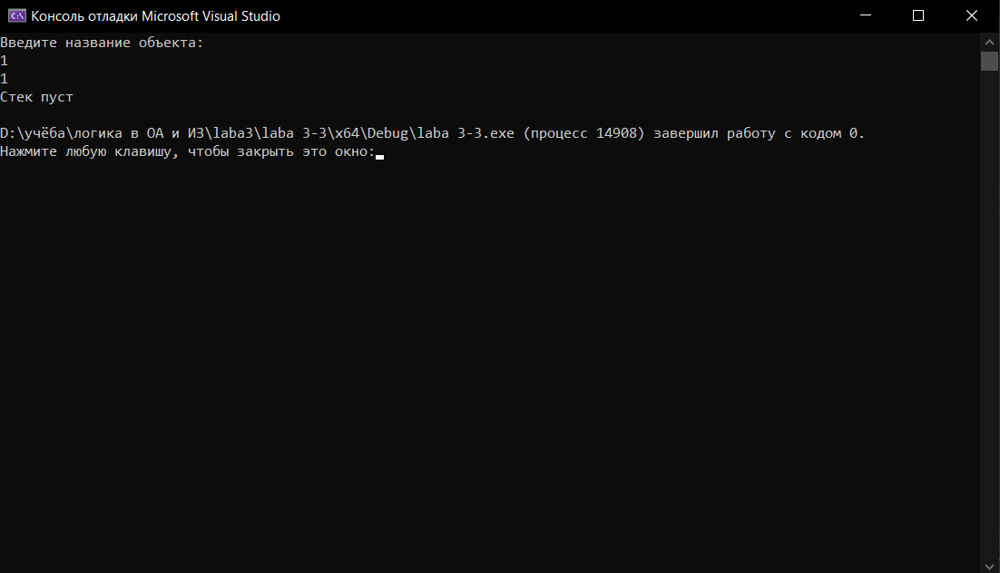 Консоль отладки Microsoft Visual Studio
Введите название объекта:
1
1
Стек пуст
D:\учёба\логика в ОА и ИЗ\laba3\laba 3-3\x64\Debug\laba 3-3.exe (процесс 14908) завершил работу с кодом 0.
Нажмите любую клавишу, чтобы закрыть это окно: